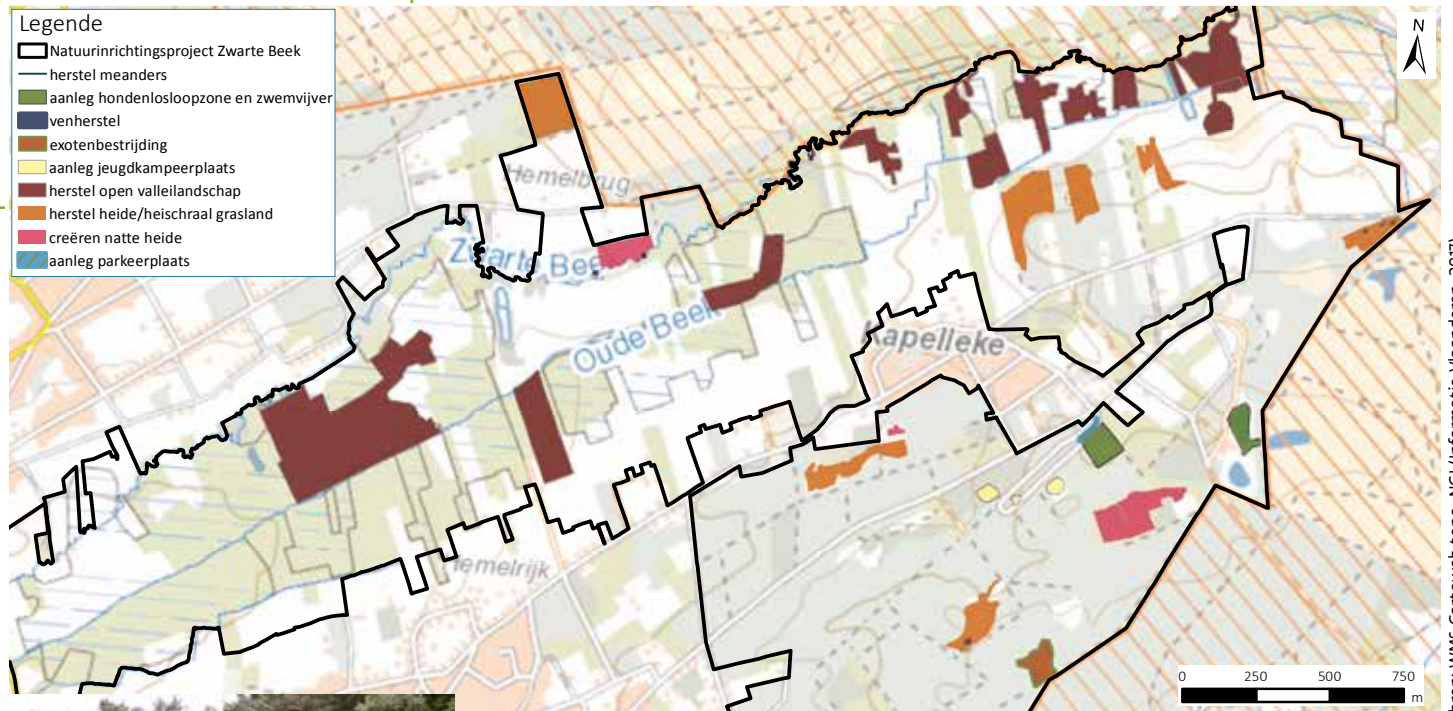 Legende
Natuurinrichtingsproject Zwarte Beek
herstel meanders
aanleg hondenlosloopzone en zwemvijver
venherstel
exotenbestrijding
aanleg jeugdkampeerplaats
herstel open valleilandschap
herstel heide/heischraal grasland
creëren natte heide
aanleg parkeerplaats
N
Hemelbrug
Zwarte Bee
Oude Beek
Kapelleke
Hemelrijk
0 250 500 750
m